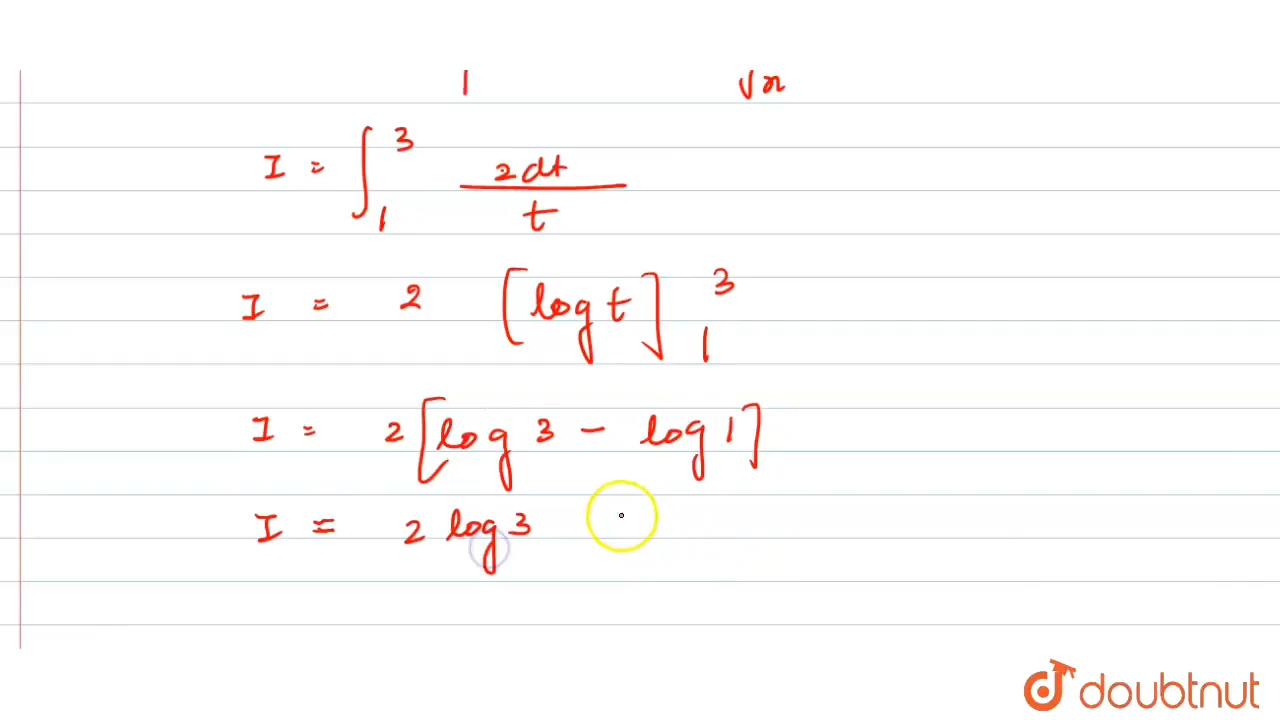 1 √x
I = ∫₁³ 2dt / t
I = 2 [log t]₁³
I = 2[log 3 - log 1]
I = 2 log 3
doubtnut